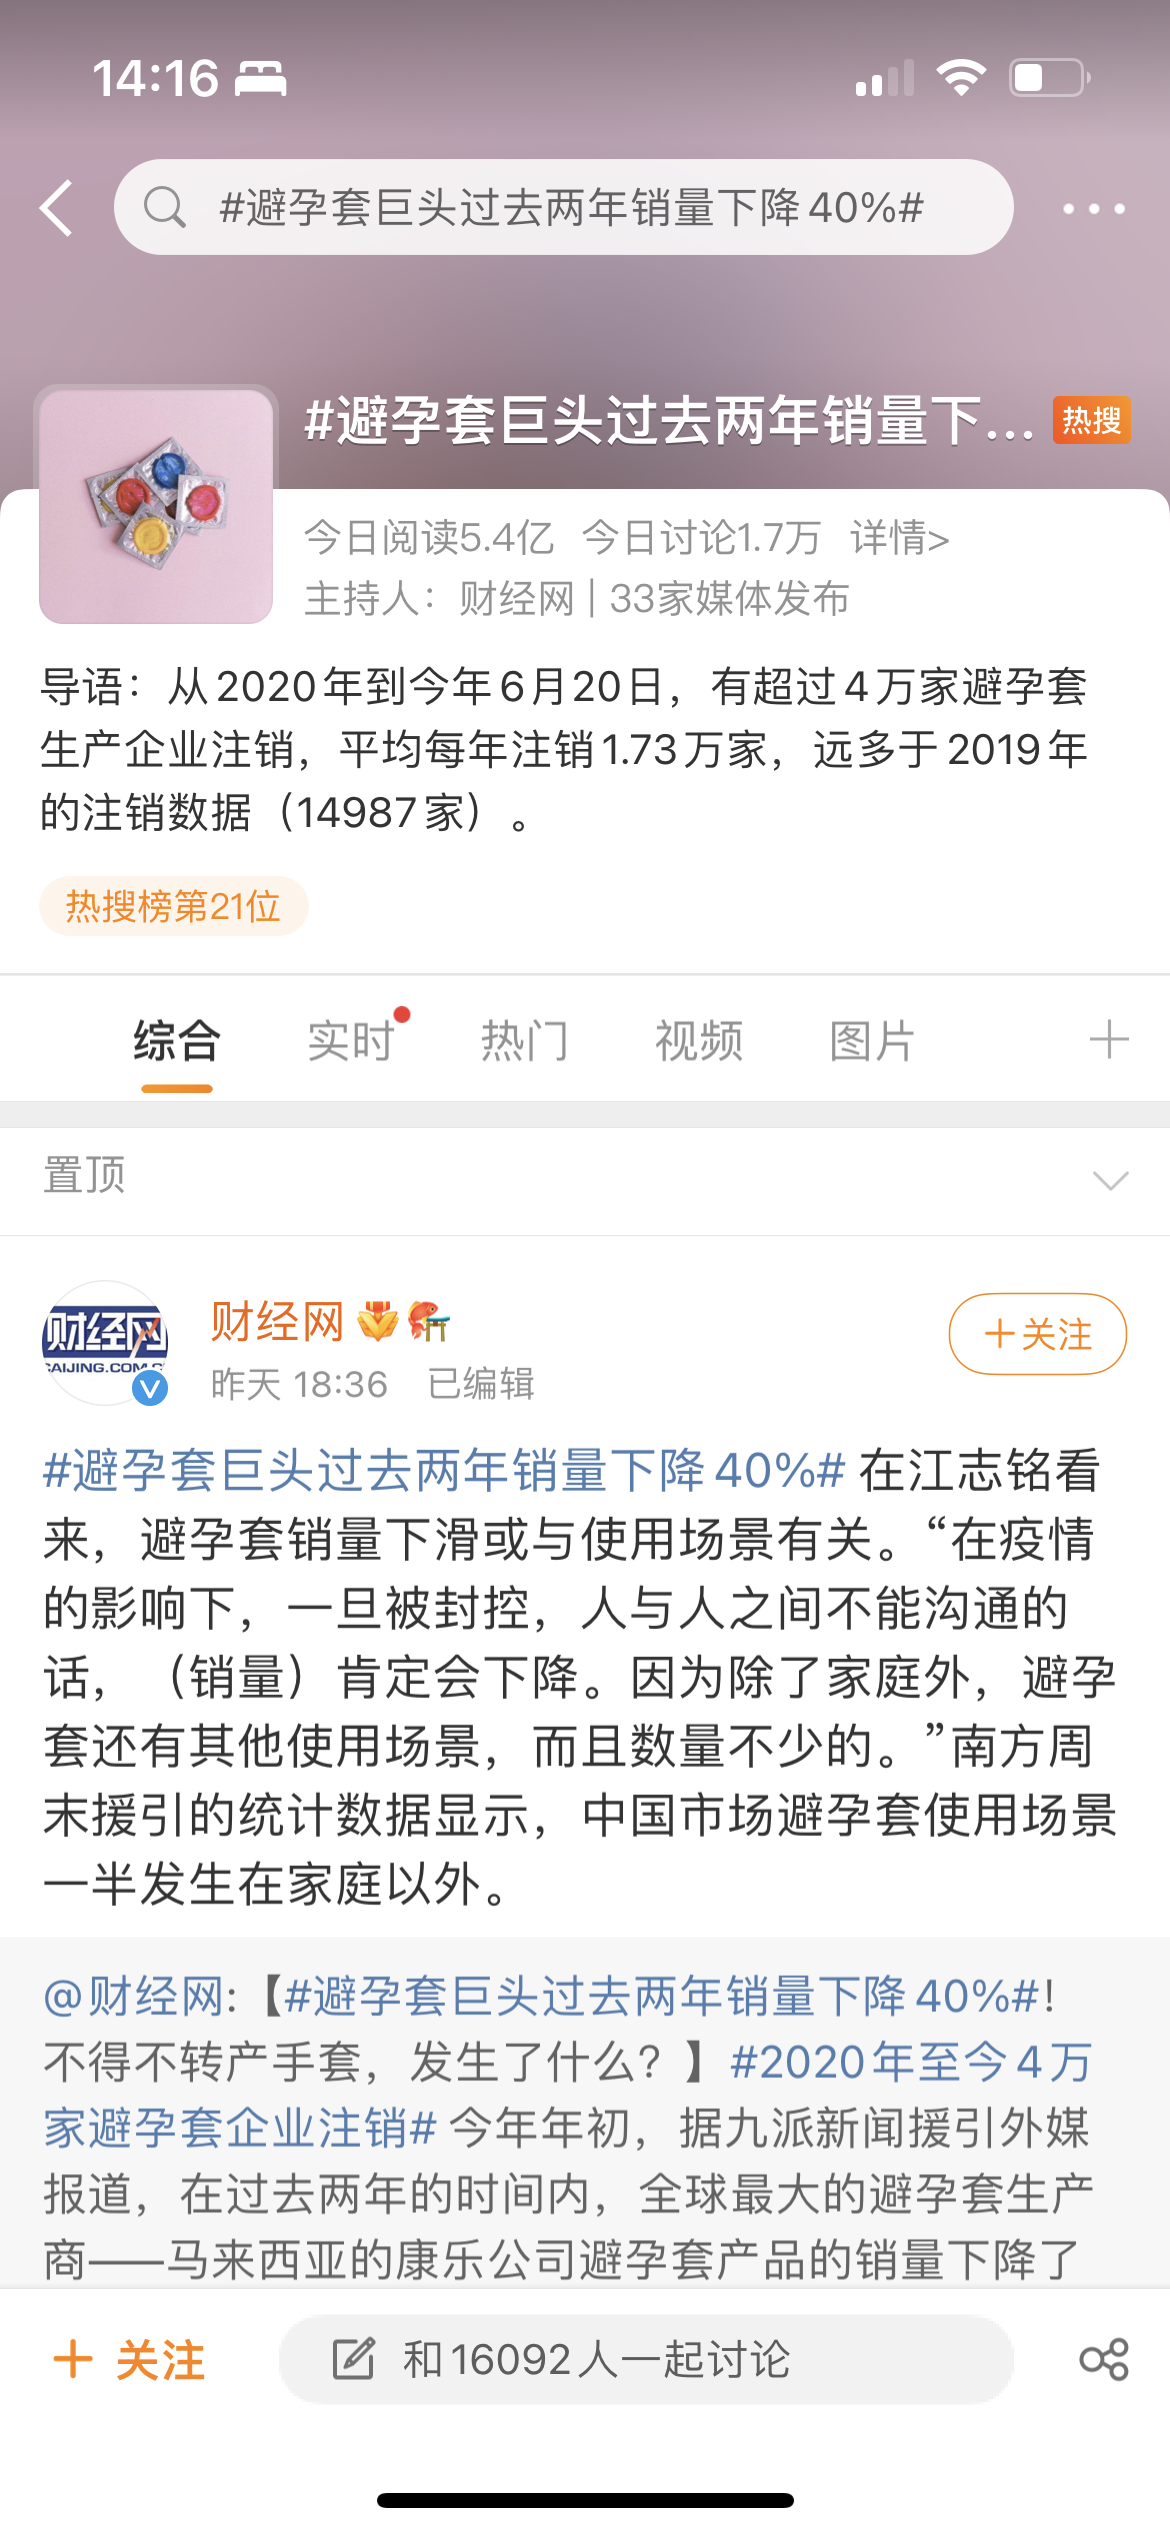 14:16
#避孕套巨头过去两年销量下降40%#
#避孕套巨头过去两年销量下... 热搜
今日阅读5.4亿 今日讨论1.7万 详情>
主持人：财经网 | 33家媒体发布
导语：从2020年到今年6月20日，有超过4万家避孕套
生产企业注销，平均每年注销1.73万家，远多于2019年
的注销数据（14987家）。
热搜榜第21位
综合 实时 热门 视频 图片
置顶
财经网
CAIJING.COM.C
财经网
+关注
昨天 18:36 已编辑
#避孕套巨头过去两年销量下降40%# 在江志铭看
来，避孕套销量下滑或与使用场景有关。“在疫情
的影响下，一旦被封控，人与人之间不能沟通的
话，（销量）肯定会下降。因为除了家庭外，避孕
套还有其他使用场景，而且数量不少的。”南方周
末援引的统计数据显示，中国市场避孕套使用场景
一半发生在家庭以外。
@财经网:【#避孕套巨头过去两年销量下降40%#！
不得不转产手套，发生了什么？】#2020年至今4万
家避孕套企业注销# 今年年初，据九派新闻援引外媒
报道，在过去两年的时间内，全球最大的避孕套生产
商——马来西亚的康乐公司避孕套产品的销量下降了
+ 关注 和16092人一起讨论